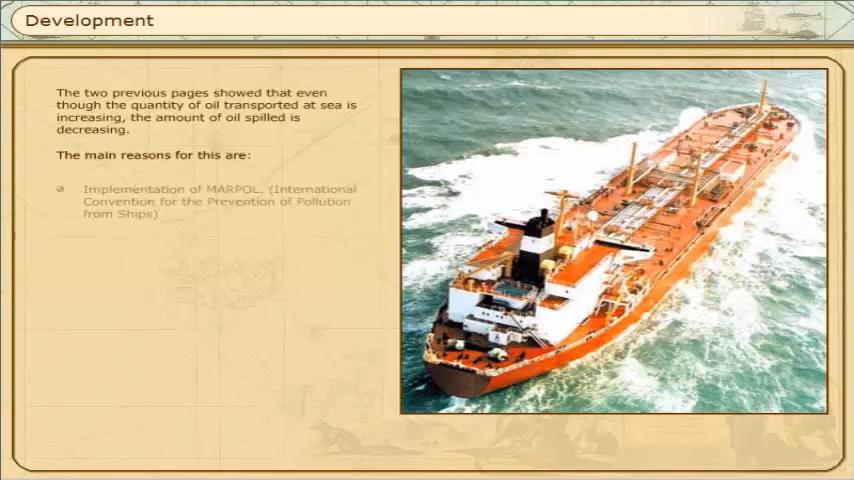 Development
The two previous pages showed that even
though the quantity of oil transported at sea is
increasing, the amount of oil spilled is
decreasing.
The main reasons for this are:
Implementation of MARPOL. (International
Convention for the Prevention of Pollution
from Ships)